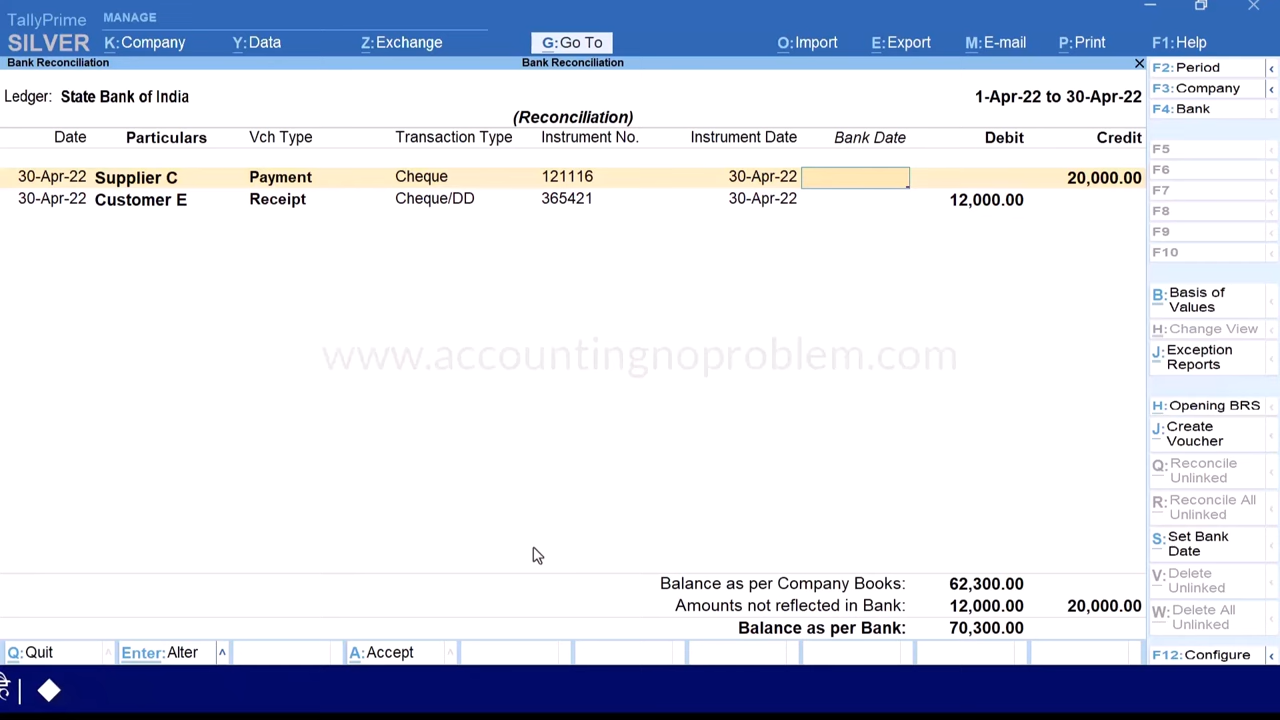 TallyPrime MANAGE
SILVER K:Company Y:Data Z:Exchange G:Go To O:Import E:Export M:E-mail P:Print F1:Help
Bank Reconciliation Bank Reconciliation
Ledger: State Bank of India 1-Apr-22 to 30-Apr-22
(Reconciliation)
Date Particulars Vch Type Transaction Type Instrument No. Instrument Date Bank Date Debit Credit
30-Apr-22 Supplier C Payment Cheque 121116 30-Apr-22 20,000.00
30-Apr-22 Customer E Receipt Cheque/DD 365421 30-Apr-22 12,000.00
www.accountingnoproblem.com
Balance as per Company Books: 62,300.00
Amounts not reflected in Bank: 12,000.00 20,000.00
Balance as per Bank: 70,300.00
F2:Period
F3:Company
F4:Bank
F5
F6
F7
F8
F9
F10
B:Basis of
Values
H:Change View
J:Exception
Reports
H:Opening BRS
J:Create
Voucher
Q:Reconcile
Unlinked
R:Reconcile All
Unlinked
S:Set Bank
Date
V:Delete
Unlinked
W:Delete All
Unlinked
F12:Configure
Q:Quit Enter:Alter A:Accept
है |